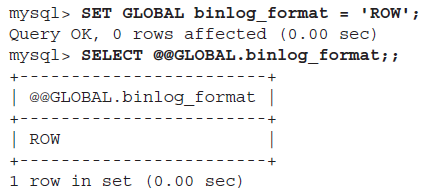 mysql> SET GLOBAL binlog_format = 'ROW';
Query OK, 0 rows affected (0.00 sec)
mysql> SELECT @@GLOBAL.binlog_format;;
+------------------------+
| @@GLOBAL.binlog_format |
+------------------------+
| ROW                    |
+------------------------+
1 row in set (0.00 sec)